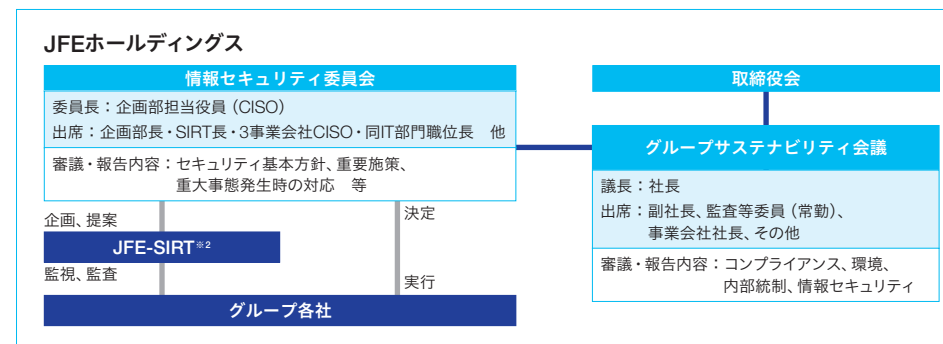 JFEホールディングス
情報セキュリティ委員会
委員長：企画部担当役員（CISO）
出席：企画部長・SIRT長・3事業会社CISO・同IT部門職位長　他
審議・報告内容：セキュリティ基本方針、重要施策、
重大事態発生時の対応　等
企画、提案
決定
JFE-SIRT※2
監視、監査
実行
グループ各社
取締役会
グループサステナビリティ会議
議長：社長
出席：副社長、監査等委員（常勤）、
事業会社社長、その他
審議・報告内容：コンプライアンス、環境、
内部統制、情報セキュリティ